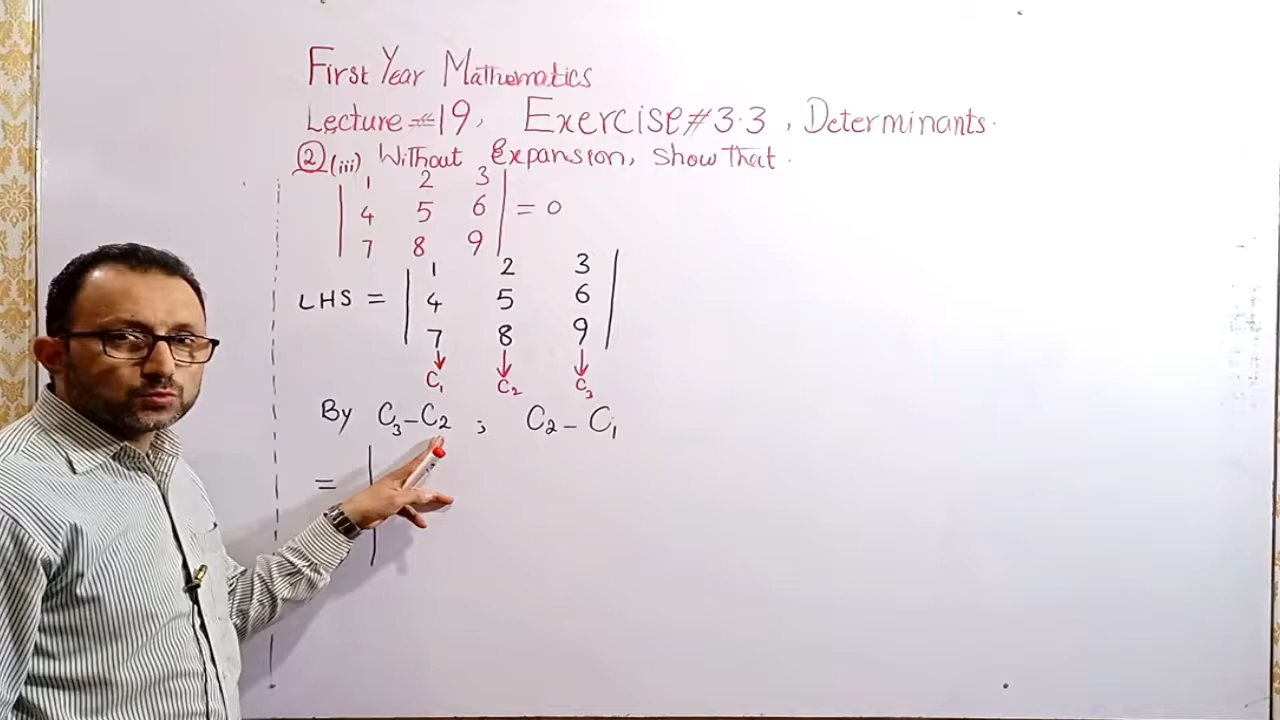 First Year Mathematics
Lecture #19, Exercise #3.3, Determinants.
② (iii) Without Expansion, show that.
| 1 2 3 |
| 4 5 6 | = 0
| 7 8 9 |
| 1 2 3 |
LHS = | 4 5 6 |
| 7 8 9 |
C₁ C₂ C₃
By C₃-C₂ ; C₂-C₁
= |